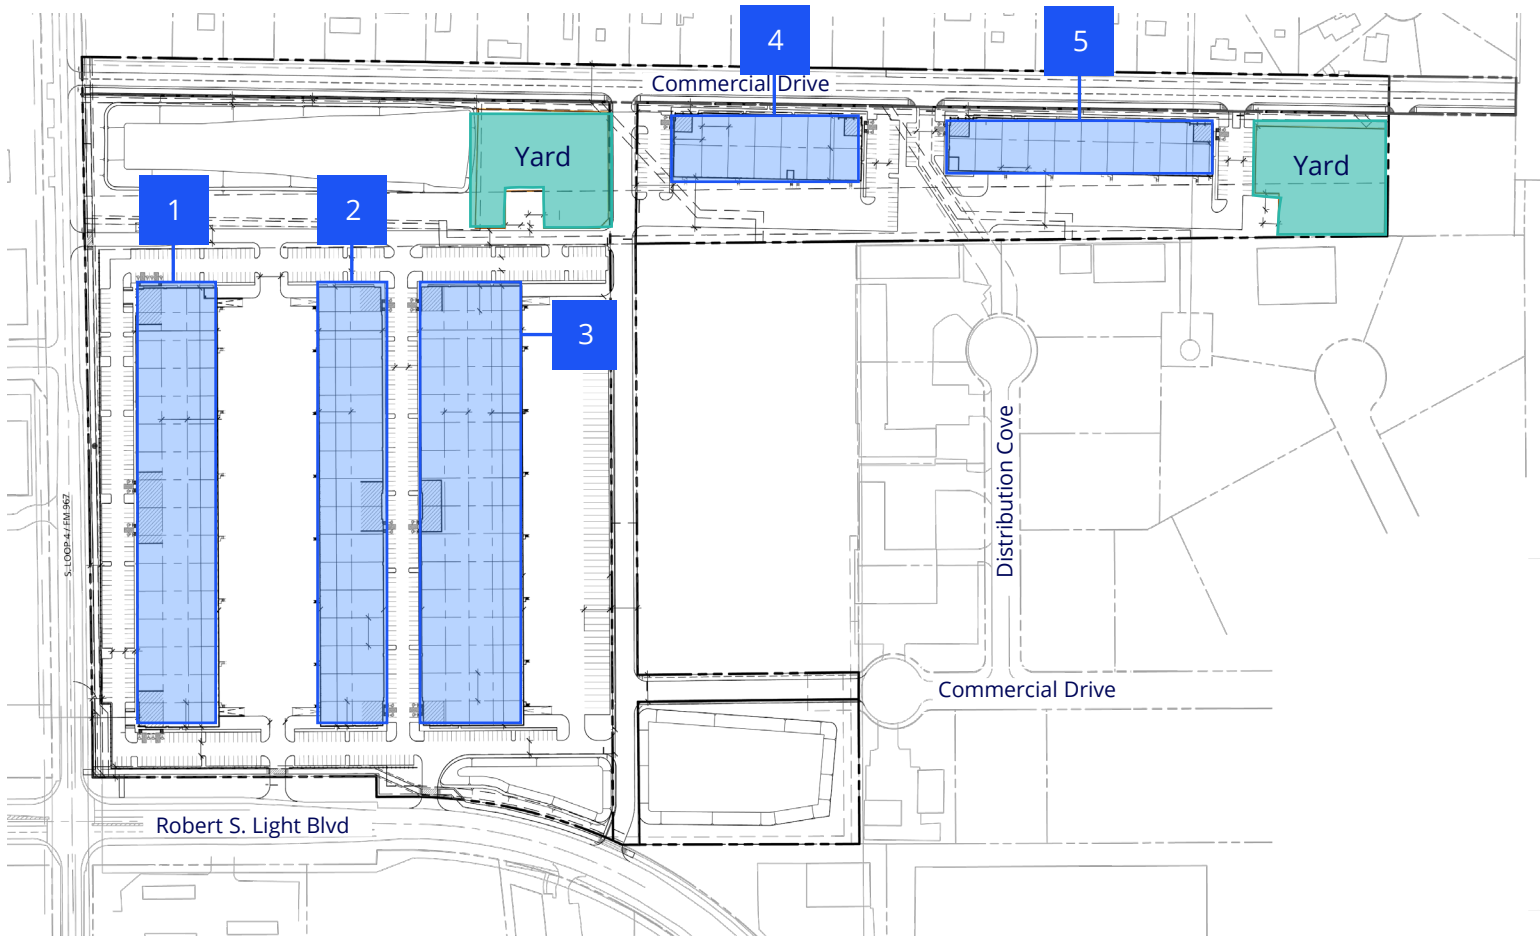 4
5
Commercial Drive
Yard
Yard
1
2
3
Distribution Cove
S. LOOP 4 / FM 967
Commercial Drive
Robert S. Light Blvd